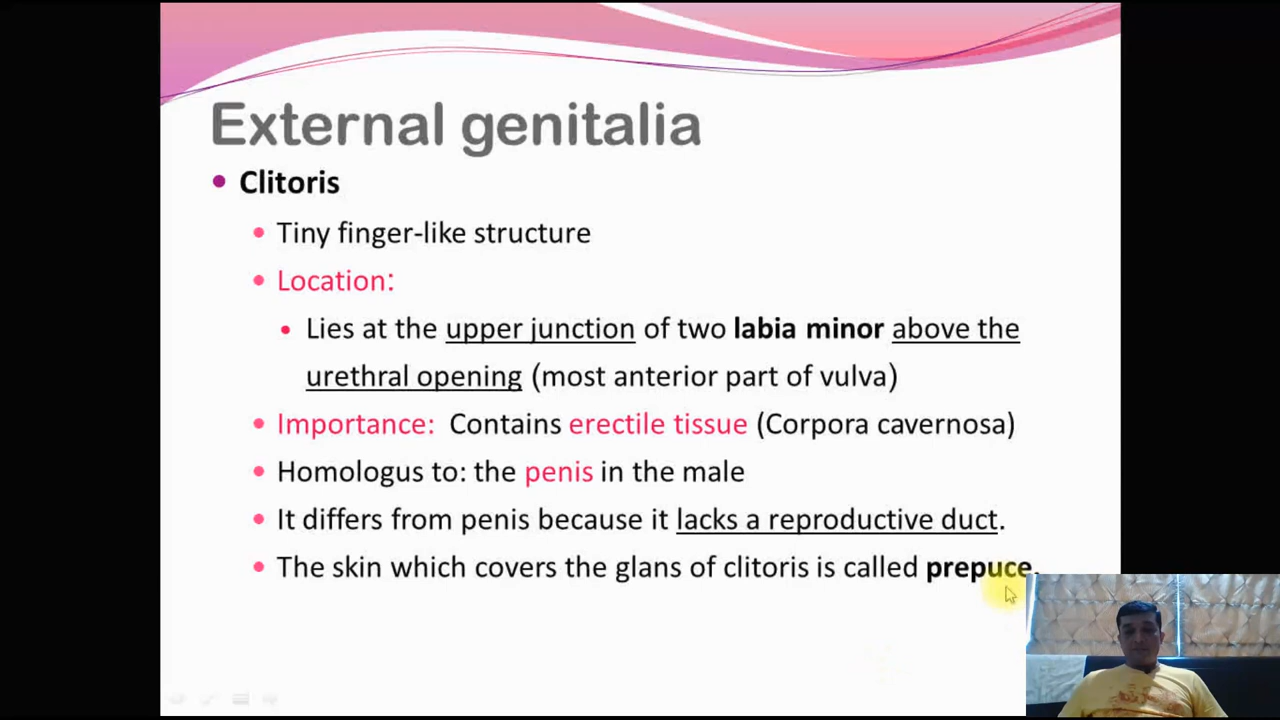 External genitalia
• Clitoris
• Tiny finger-like structure
• Location:
• Lies at the upper junction of two labia minor above the
urethral opening (most anterior part of vulva)
• Importance: Contains erectile tissue (Corpora cavernosa)
• Homologus to: the penis in the male
• It differs from penis because it lacks a reproductive duct.
• The skin which covers the glans of clitoris is called prepuce.